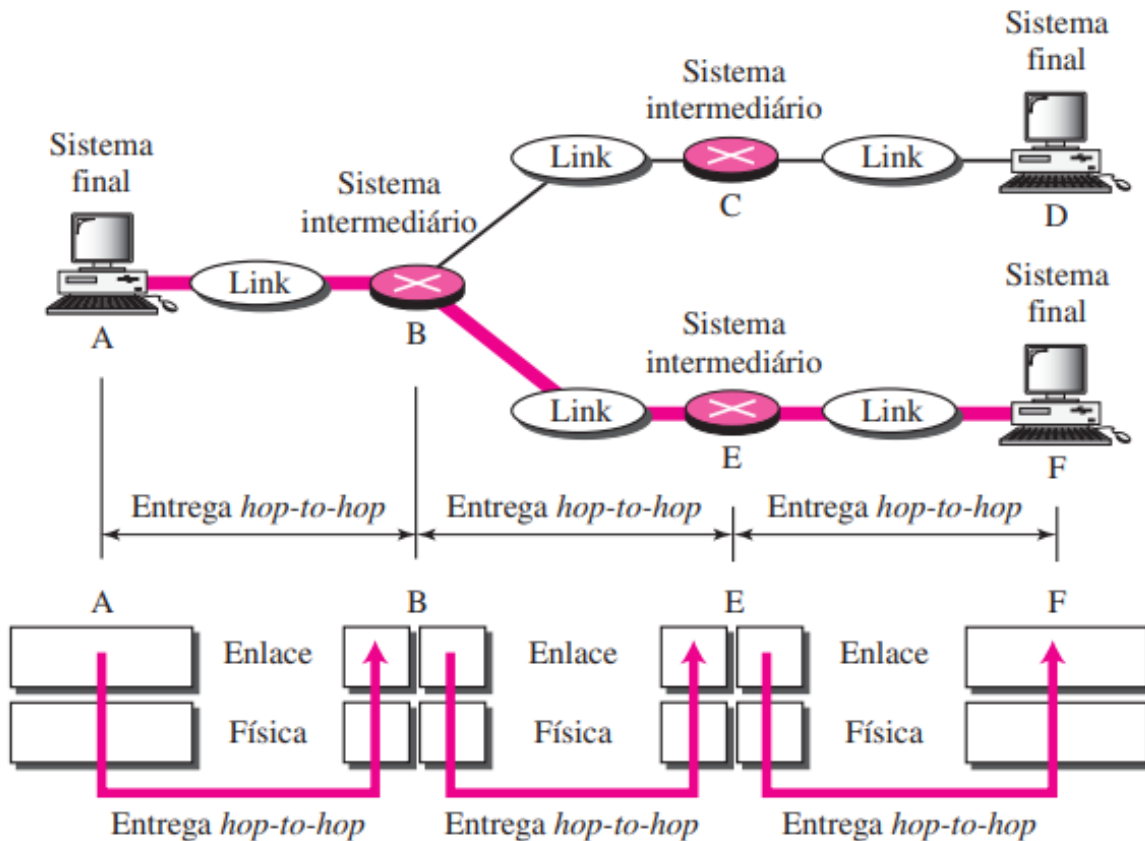 Sistema
final
Sistema
intermediário
Link
Link
D
Sistema
final
Sistema
intermediário
C
Link
A
B
Sistema
final
Sistema
intermediário
Link
Link
E
F
Entrega hop-to-hop
Entrega hop-to-hop
Entrega hop-to-hop
A
B
E
F
Enlace
Enlace
Enlace
Física
Física
Física
Entrega hop-to-hop
Entrega hop-to-hop
Entrega hop-to-hop